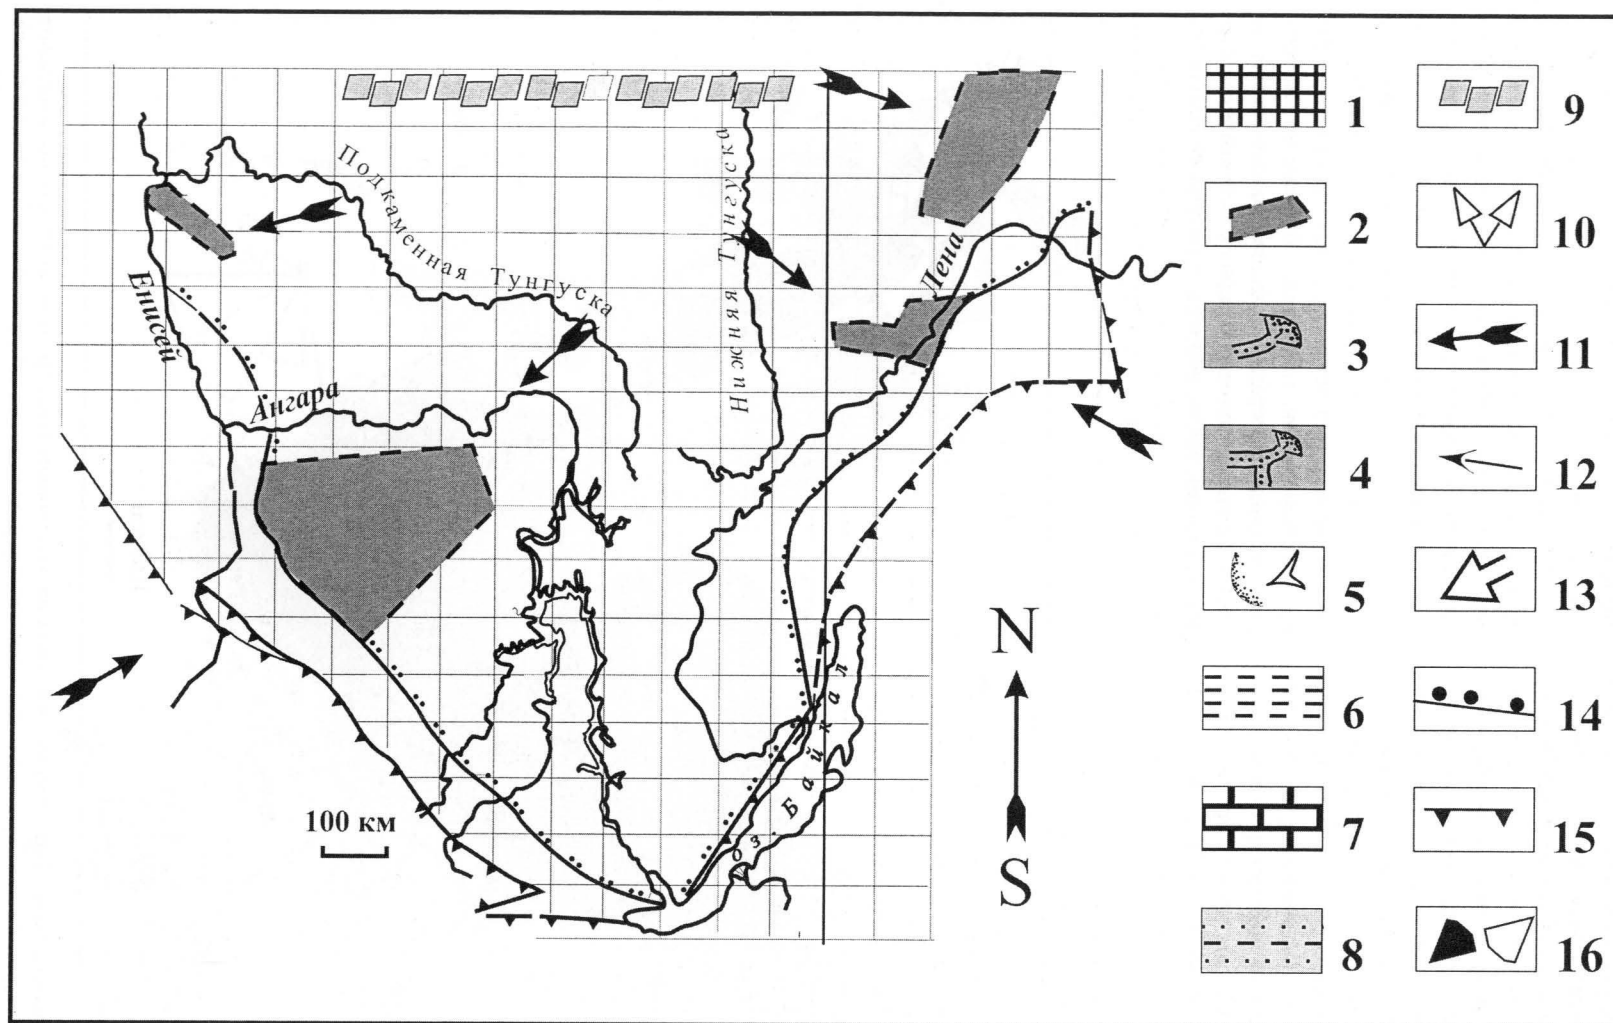 Подкаменная Тунгуска
Нижняя Тунгуска
Лена
Енисей
Ангара
оз. Байкал
100 км
N
S
1
2
3
4
5
6
7
8
9
10
11
12
13
14
15
16